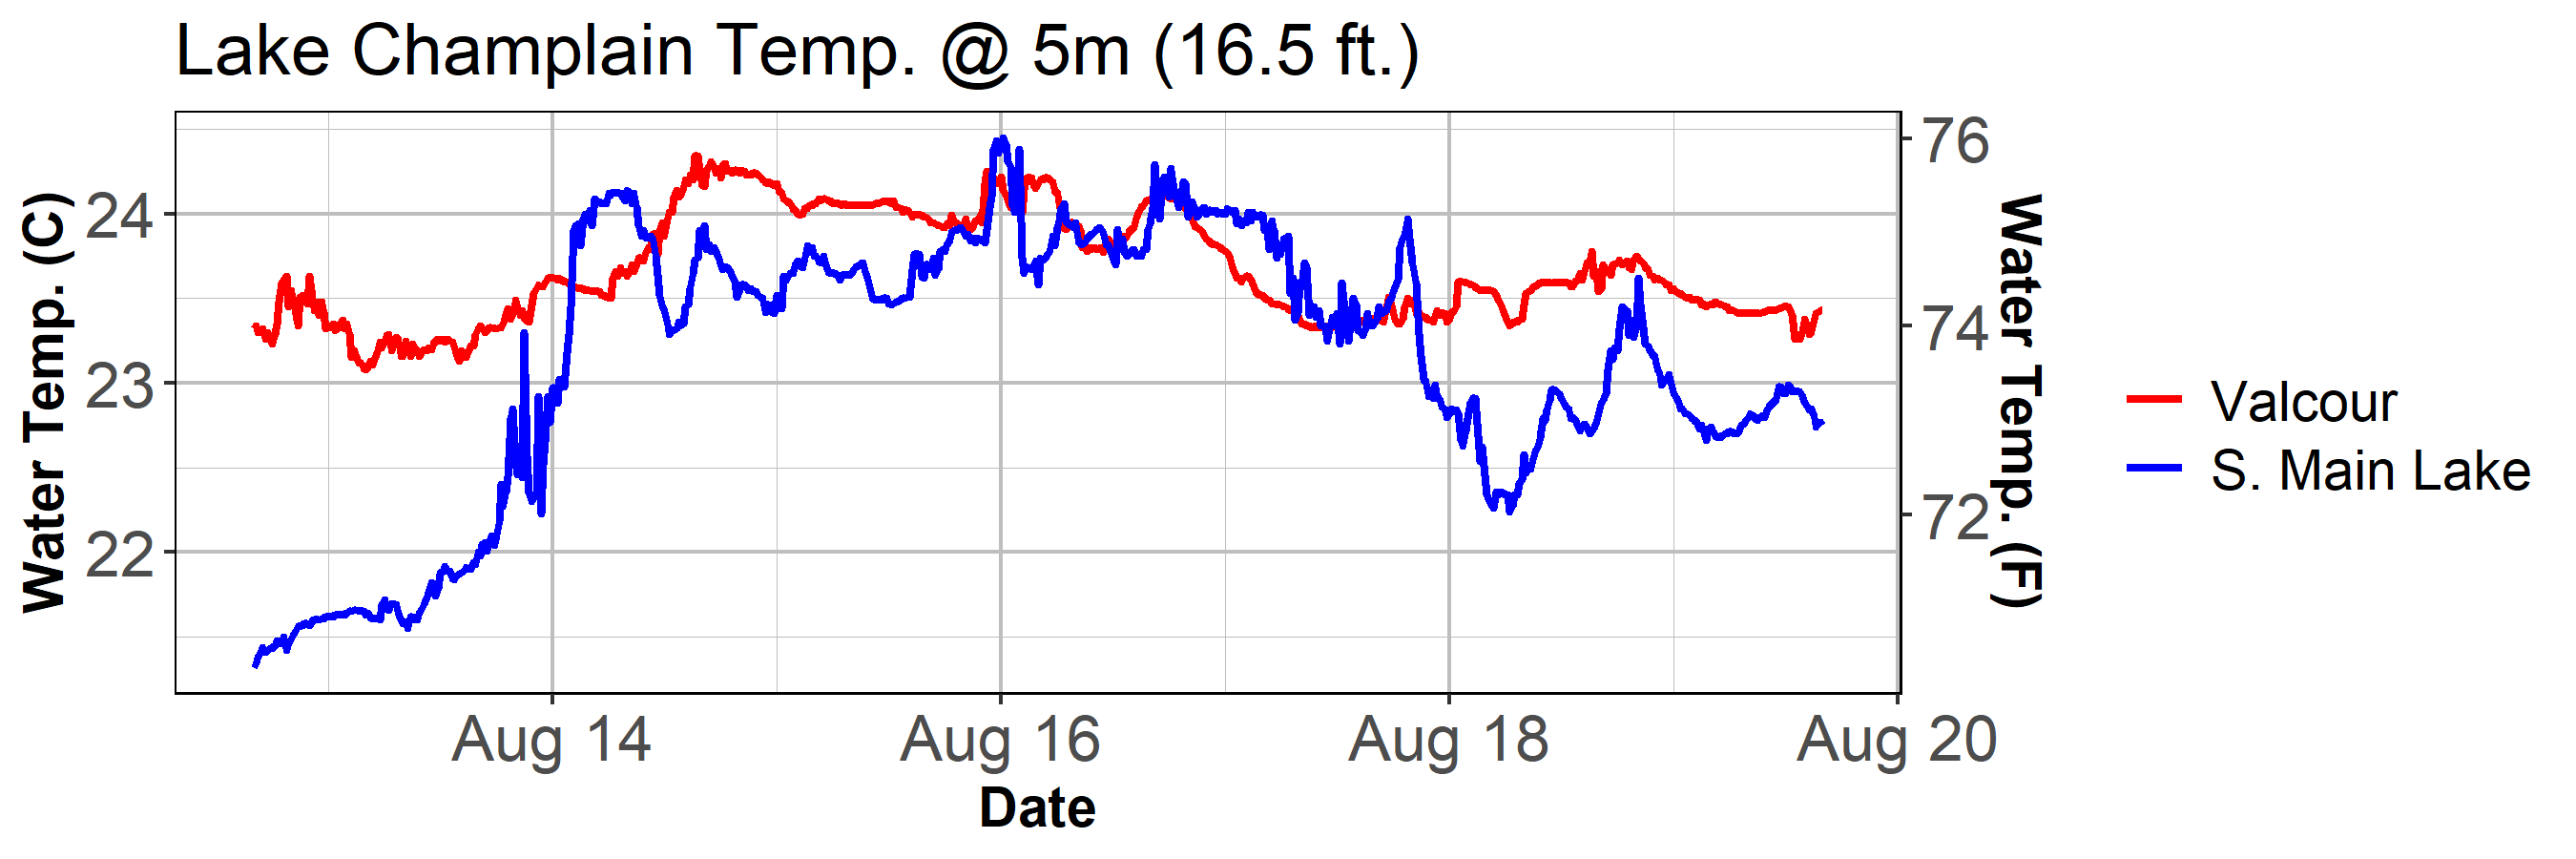 Lake Champlain Temp. @ 5m (16.5 ft.)
Water Temp. (C)
24
23
22
76
74
72
Water Temp. (F)
Aug 14
Aug 16
Aug 18
Aug 20
Date
Valcour
S. Main Lake